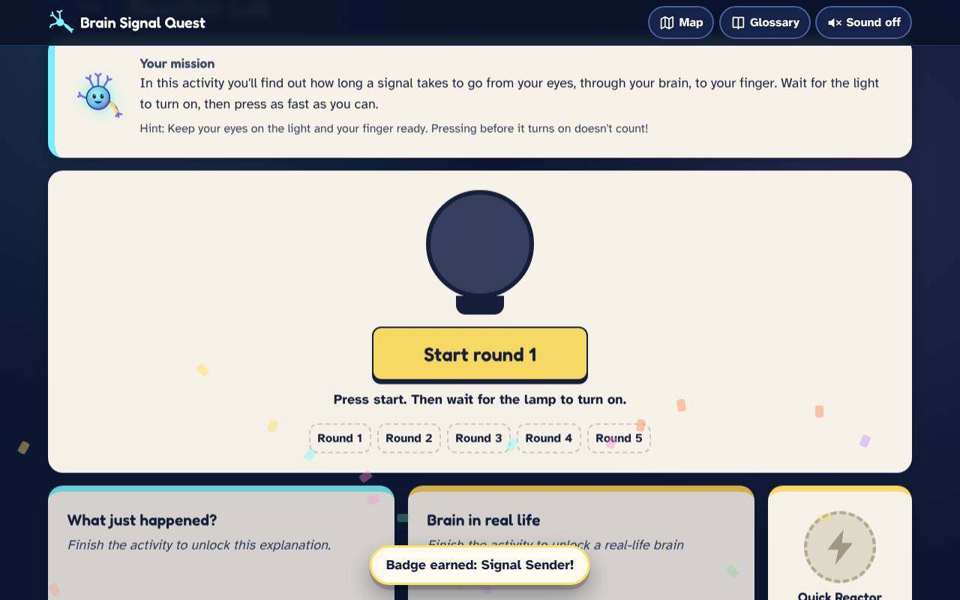 Brain Signal Quest
Map
Glossary
Sound off
Your mission
In this activity you'll find out how long a signal takes to go from your eyes, through your brain, to your finger. Wait for the light
to turn on, then press as fast as you can.
Hint: Keep your eyes on the light and your finger ready. Pressing before it turns on doesn't count!
Start round 1
Press start. Then wait for the lamp to turn on.
Round 1
Round 2
Round 3
Round 4
Round 5
What just happened?
Finish the activity to unlock this explanation.
Brain in real life
Finish the activity to unlock a real-life brain
Badge earned: Signal Sender!
Quick Reactor